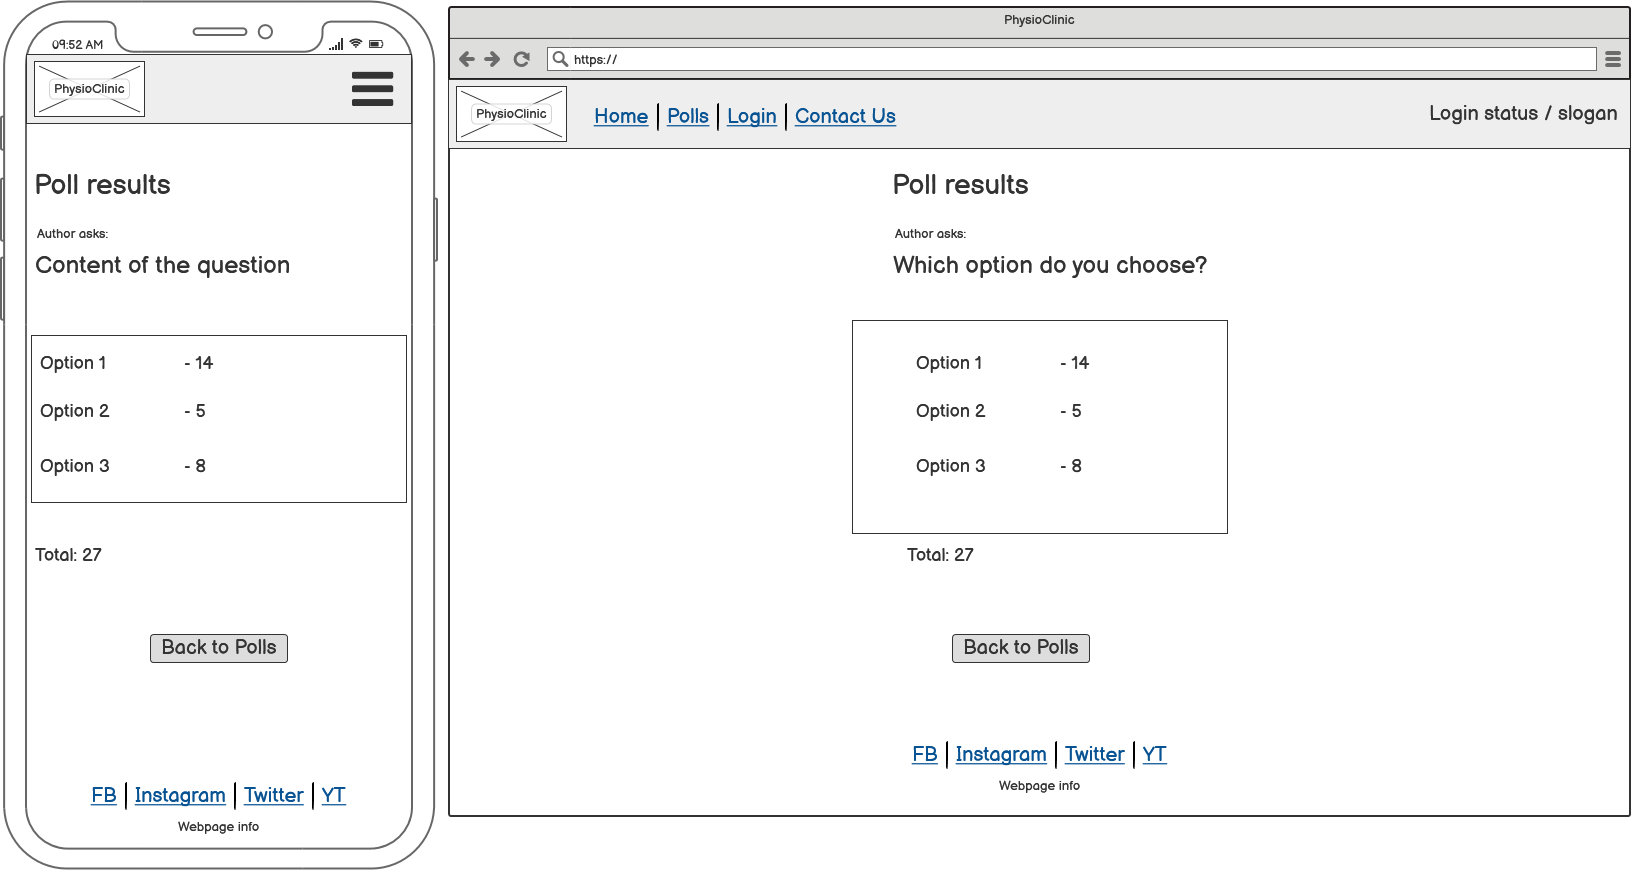 09:52 AM
PhysioClinic
Poll results
Author asks:
Content of the question
Option 1 - 14
Option 2 - 5
Option 3 - 8
Total: 27
Back to Polls
FB Instagram Twitter YT
Webpage info
PhysioClinic
https://
PhysioClinic
Home Polls Login Contact Us
Login status / slogan
Poll results
Author asks:
Which option do you choose?
Option 1 - 14
Option 2 - 5
Option 3 - 8
Total: 27
Back to Polls
FB Instagram Twitter YT
Webpage info